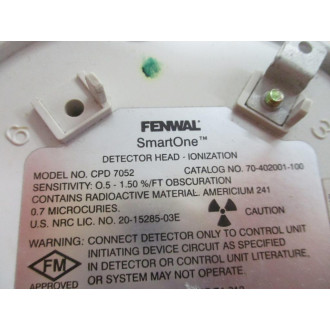 FENWAL
SmartOne™
DETECTOR HEAD - IONIZATION
MODEL NO. CPD 7052 CATALOG NO. 70-402001-100
SENSITIVITY: 0.5 - 1.50 %/FT OBSCURATION
CONTAINS RADIOACTIVE MATERIAL. AMERICIUM 241
0.7 MICROCURIES.
U.S. NRC LIC. NO. 20-15285-03E
CAUTION
WARNING: CONNECT DETECTOR ONLY TO CONTROL UNIT
INITIATING DEVICE CIRCUIT AS SPECIFIED
IN DETECTOR OR CONTROL UNIT LITERATURE,
OR SYSTEM MAY NOT OPERATE.
FM
APPROVED